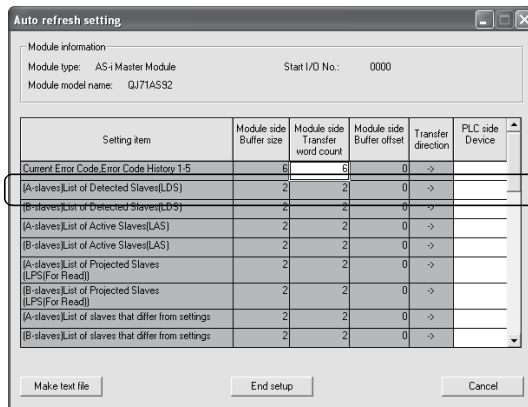 Auto refresh setting
Module information
Module type: AS-i Master Module Start I/O No.: 0000
Module model name: QJ71AS92
Setting item Module side Buffer size Module side Transfer word count Module side Buffer offset Transfer direction PLC side Device
Current Error Code,Error Code History 1-5 6 6 0 ->
(A-slaves)List of Detected Slaves(LDS) 2 2 0 ->
(B-slaves)List of Detected Slaves(LDS) 2 2 0 ->
(A-slaves)List of Active Slaves(LAS) 2 2 0 ->
(B-slaves)List of Active Slaves(LAS) 2 2 0 ->
(A-slaves)List of Projected Slaves
(LPS(For Read)) 2 2 0 ->
(B-slaves)List of Projected Slaves
(LPS(For Read)) 2 2 0 ->
(A-slaves)List of slaves that differ from settings 2 2 0 ->
(B-slaves)List of slaves that differ from settings 2 2 0 ->
Make text file End setup Cancel